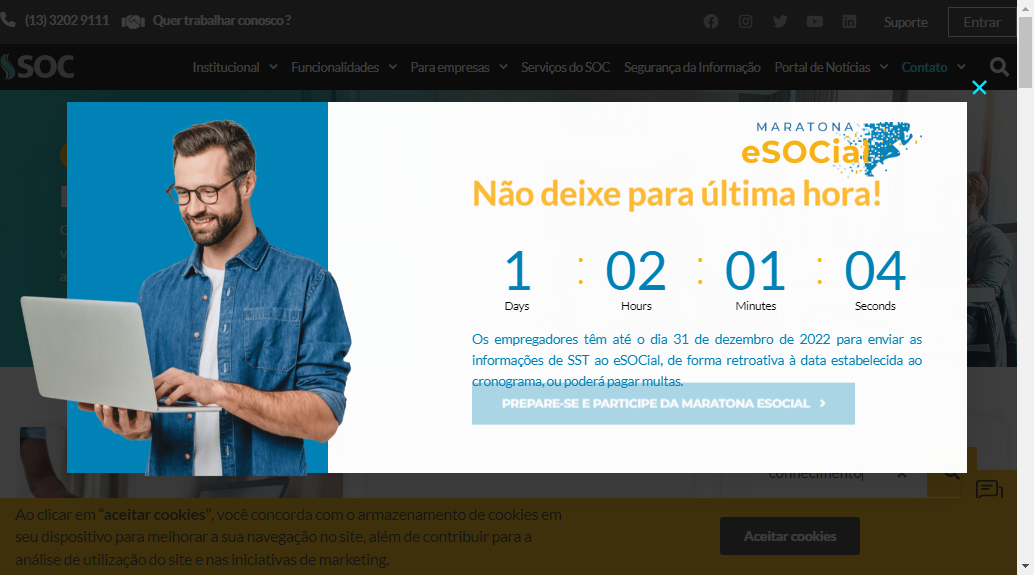 (13) 3202 9111 Quer trabalhar conosco ?
Suporte Entrar
SOC
Institucional Funcionalidades Para empresas Serviços do SOC Segurança da Informação Portal de Notícias Contato
MARATONA
eSOCial
Não deixe para última hora!
1 : 02 : 01 : 04
Days Hours Minutes Seconds
Os empregadores têm até o dia 31 de dezembro de 2022 para enviar as
informações de SST ao eSOCial, de forma retroativa à data estabelecida ao
cronograma, ou poderá pagar multas.
PREPARE-SE E PARTICIPE DA MARATONA ESOCIAL
conhecimento
Ao clicar em “aceitar cookies”, você concorda com o armazenamento de cookies em
seu dispositivo para melhorar a sua navegação no site, além de contribuir para a
análise de utilização do site e nas iniciativas de marketing.
Aceitar cookies